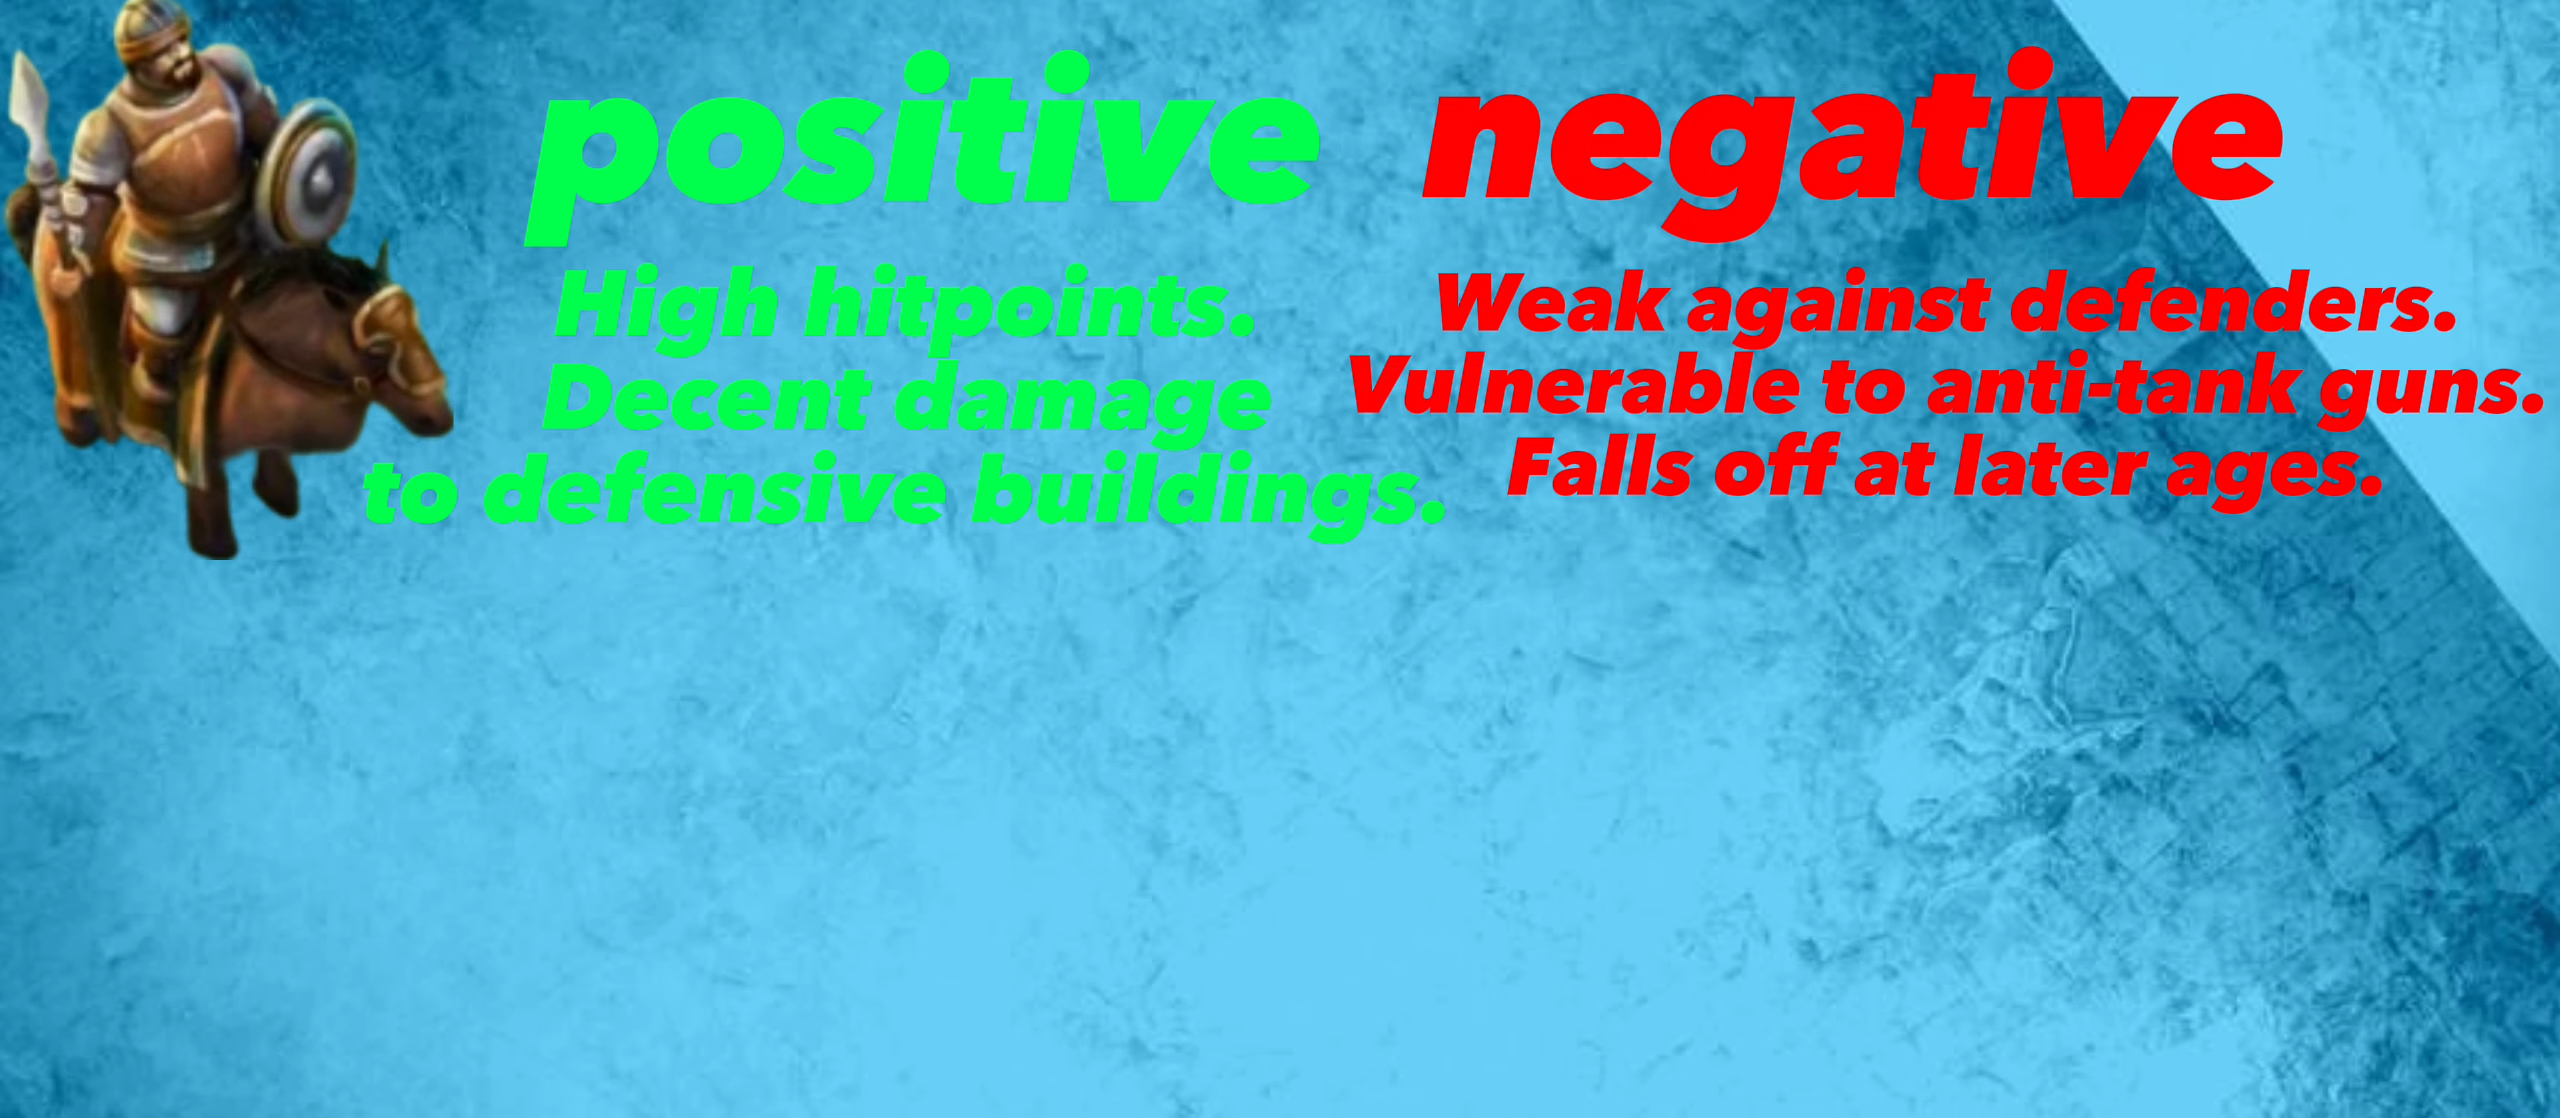 positive
High hitpoints.
Decent damage
to defensive buildings.
negative
Weak against defenders.
Vulnerable to anti-tank guns.
Falls off at later ages.